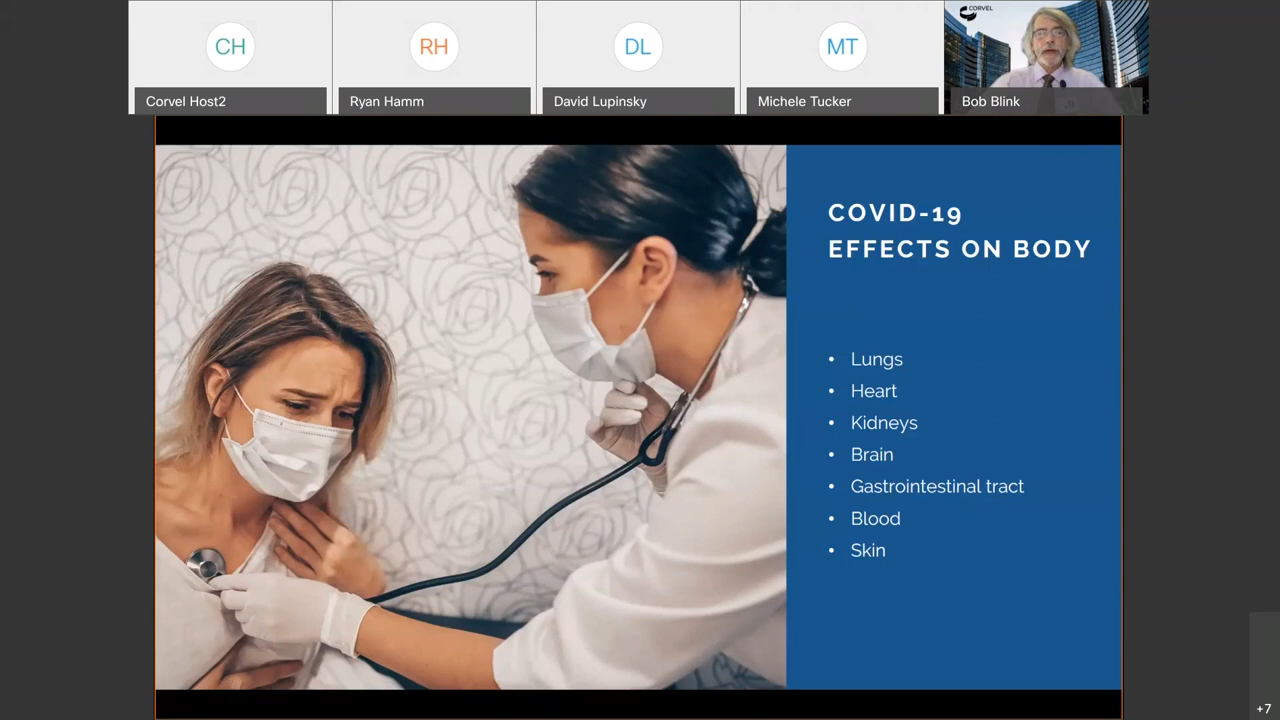 CH
RH
DL
MT
CORVEL
Corvel Host2
Ryan Hamm
David Lupinsky
Michele Tucker
Bob Blink
COVID-19
EFFECTS ON BODY
• Lungs
• Heart
• Kidneys
• Brain
• Gastrointestinal tract
• Blood
• Skin
+7